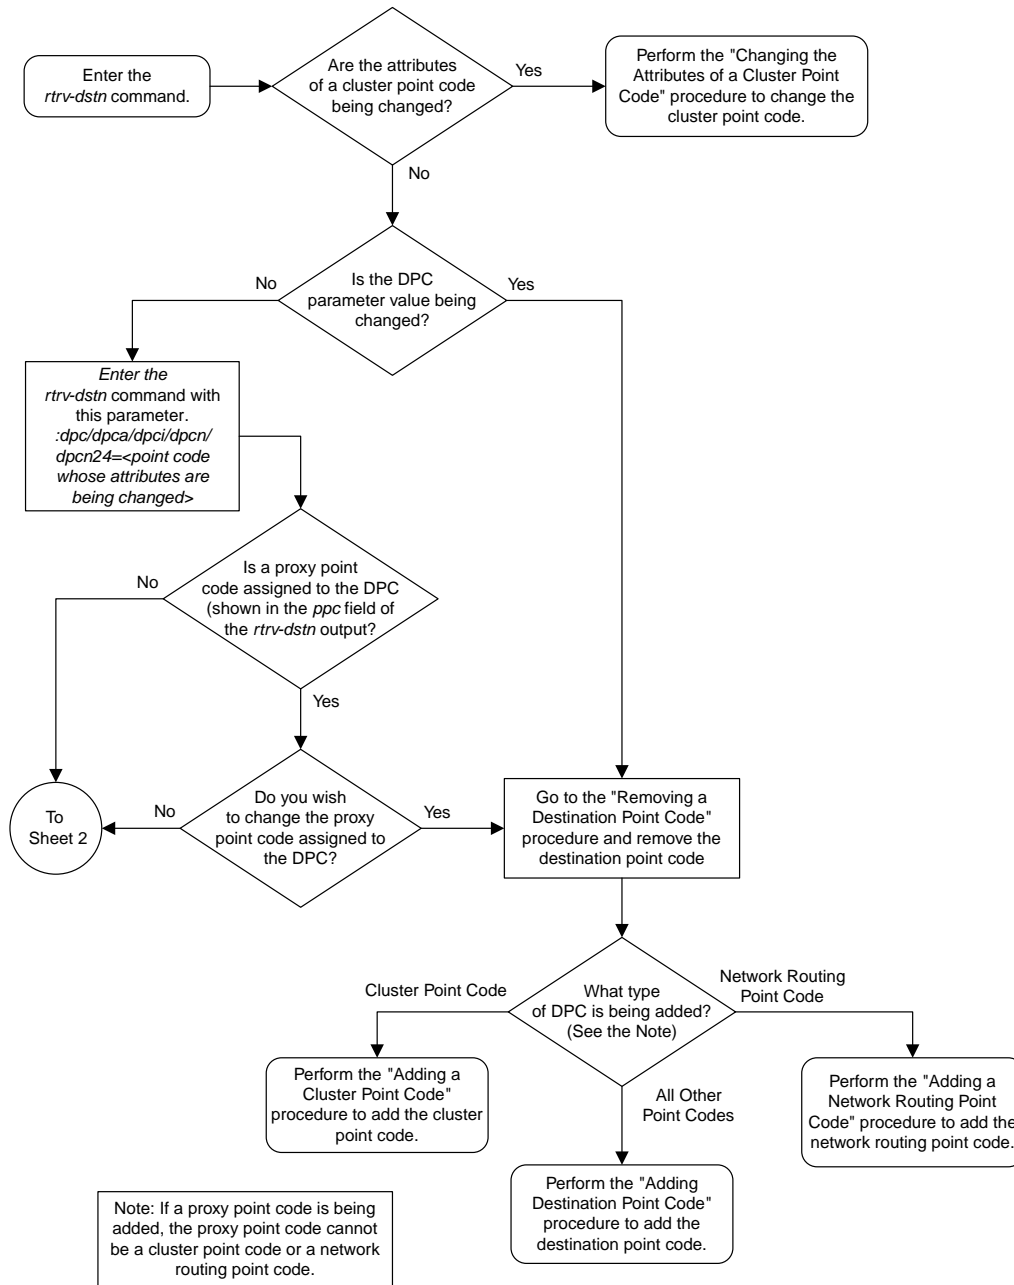 Enter the
rtrv-dstn command.
Are the attributes
of a cluster point code
being changed?
Yes
Perform the "Changing the
Attributes of a Cluster Point
Code" procedure to change the
cluster point code.
No
Is the DPC
parameter value being
changed?
No
Yes
Enter the
rtrv-dstn command with
this parameter.
:dpc/dpca/dpci/dpcn/
dpcn24=<point code
whose attributes are
being changed>
Is a proxy point
code assigned to the DPC
(shown in the ppc field of
the rtrv-dstn output?
No
Yes
To
Sheet 2
No
Do you wish
to change the proxy
point code assigned to
the DPC?
Yes
Go to the "Removing a
Destination Point Code"
procedure and remove the
destination point code
Cluster Point Code
What type
of DPC is being added?
(See the Note)
Network Routing
Point Code
All Other
Point Codes
Perform the "Adding a
Cluster Point Code"
procedure to add the cluster
point code.
Perform the "Adding a
Network Routing Point
Code" procedure to add the
network routing point code.
Perform the "Adding
Destination Point Code"
procedure to add the
destination point code.
Note: If a proxy point code is being
added, the proxy point code cannot
be a cluster point code or a network
routing point code.